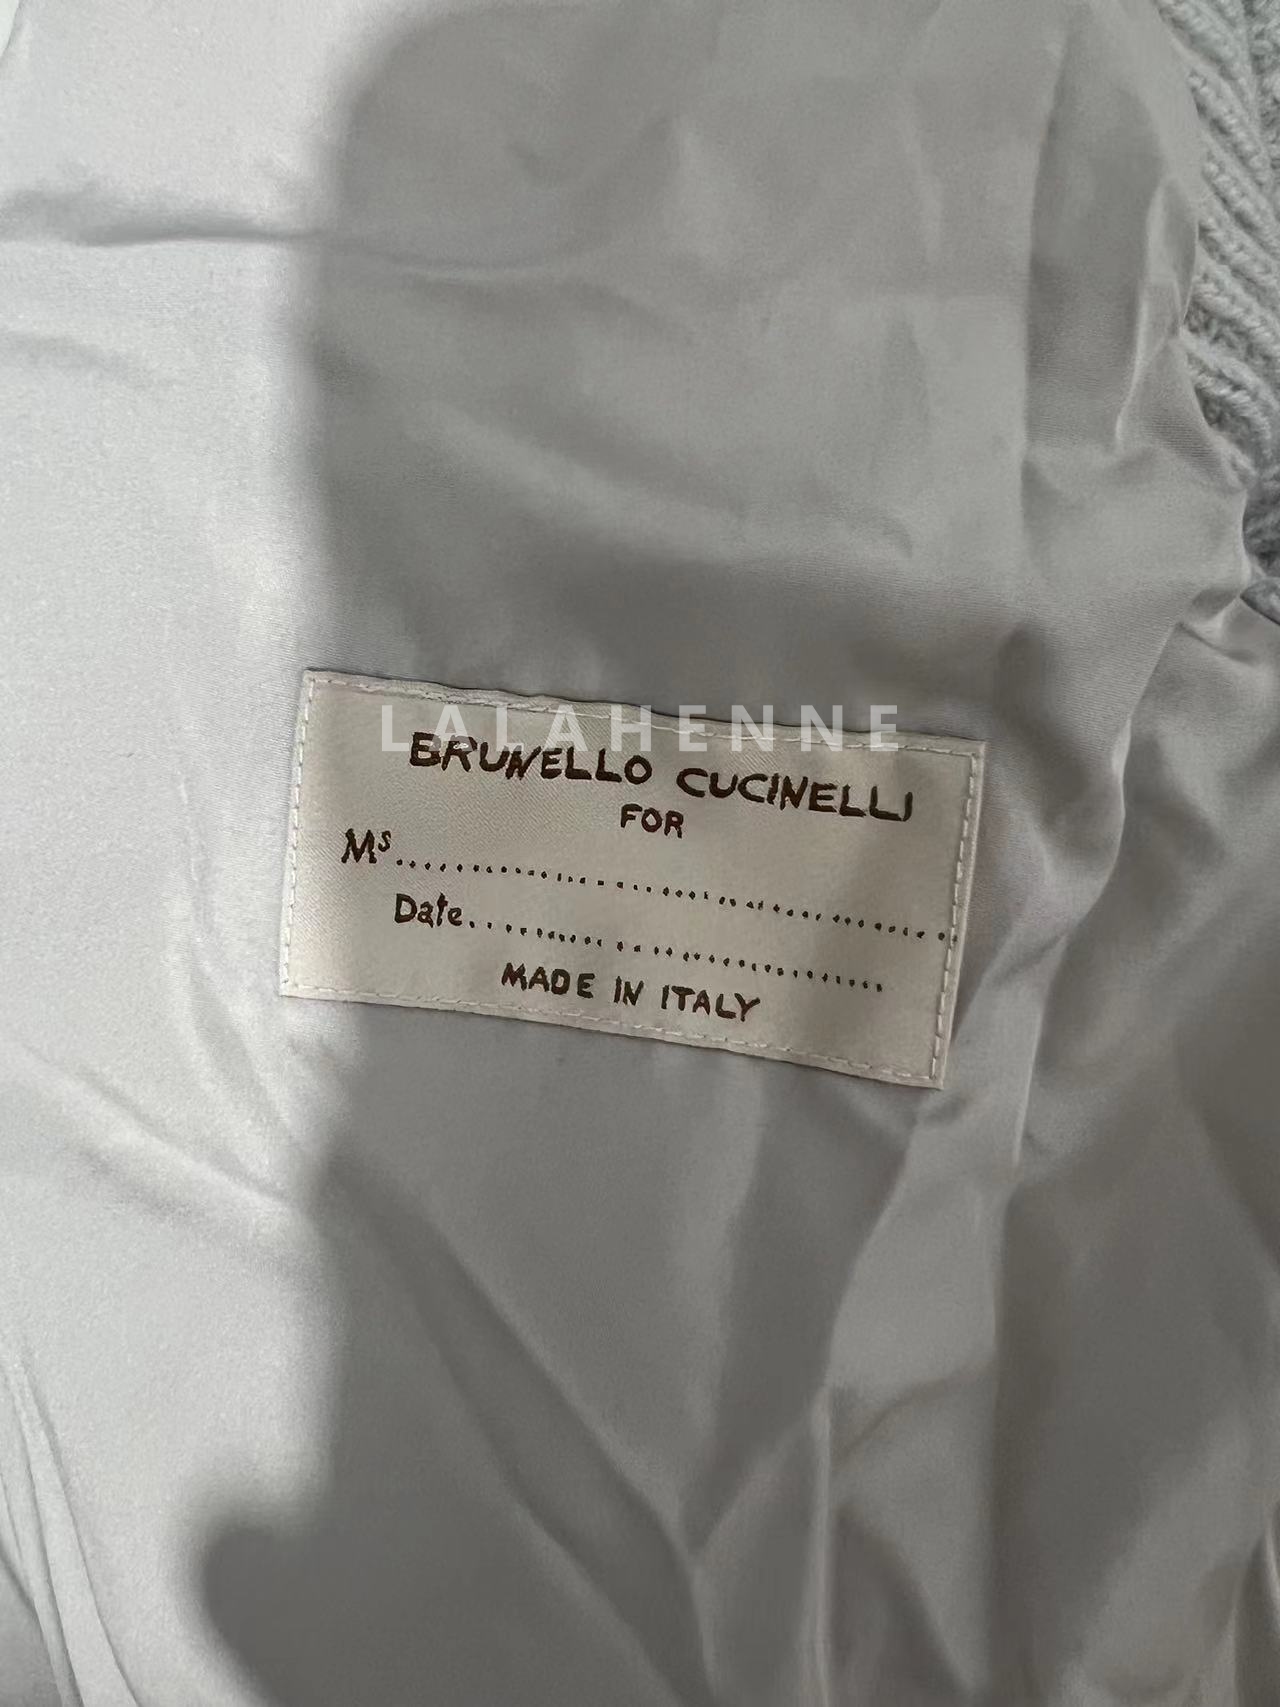 LALAHENNE
BRUNELLO CUCINELLI
FOR
Ms........................................
Date..............................
MADE IN ITALY